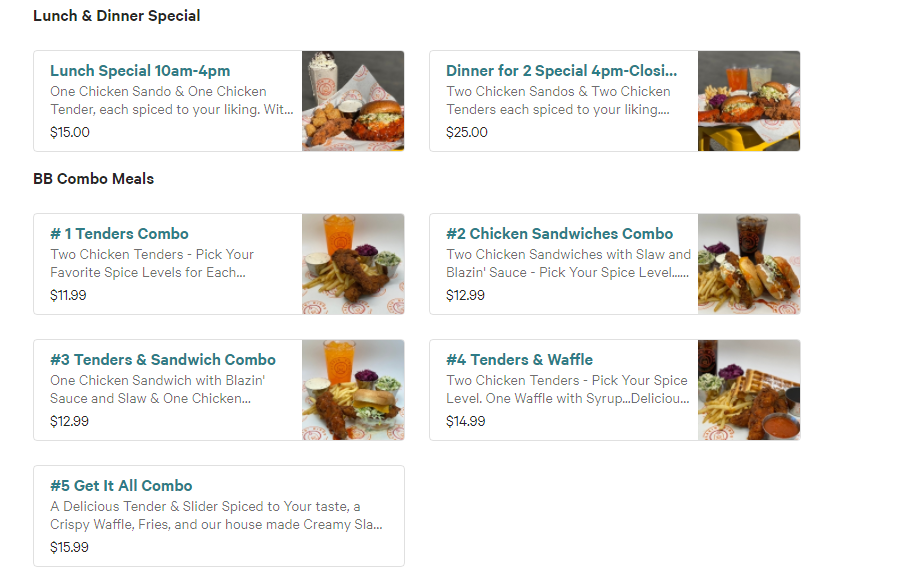 Lunch & Dinner Special
Lunch Special 10am-4pm
One Chicken Sando & One Chicken
Tender, each spiced to your liking. Wit...
$15.00
Dinner for 2 Special 4pm-Closi...
Two Chicken Sandos & Two Chicken
Tenders each spiced to your liking....
$25.00
BB Combo Meals
# 1 Tenders Combo
Two Chicken Tenders - Pick Your
Favorite Spice Levels for Each...
$11.99
#2 Chicken Sandwiches Combo
Two Chicken Sandwiches with Slaw and
Blazin' Sauce - Pick Your Spice Level......
$12.99
#3 Tenders & Sandwich Combo
One Chicken Sandwich with Blazin'
Sauce and Slaw & One Chicken...
$12.99
#4 Tenders & Waffle
Two Chicken Tenders - Pick Your Spice
Level. One Waffle with Syrup...Deliciou...
$14.99
#5 Get It All Combo
A Delicious Tender & Slider Spiced to Your taste, a
Crispy Waffle, Fries, and our house made Creamy Sla...
$15.99